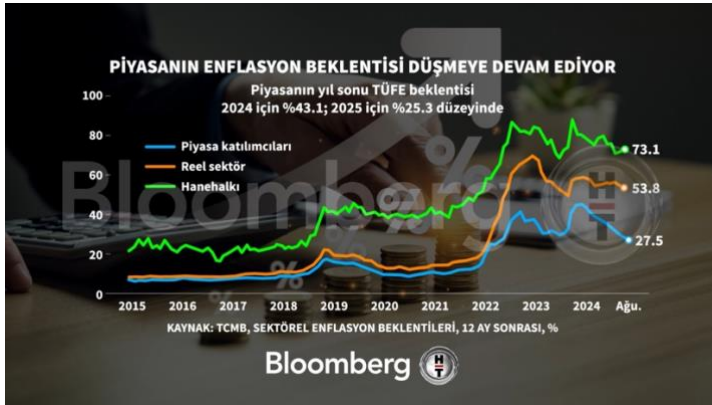 PİYASANIN ENFLASYON BEKLENTİSİ DÜŞMEYE DEVAM EDİYOR
Piyasanın yıl sonu TÜFE beklentisi
2024 için %43.1; 2025 için %25.3 düzeyinde
100
80
60
40
20
0
Piyasa katılımcıları
Reel sektör
Hanehalkı
Bloomberg HT
73.1
53.8
27.5
2015 2016 2017 2018 2019 2020 2021 2022 2023 2024 Ağu.
KAYNAK: TCMB, SEKTÖREL ENFLASYON BEKLENTİLERİ, 12 AY SONRASI, %
Bloomberg HT